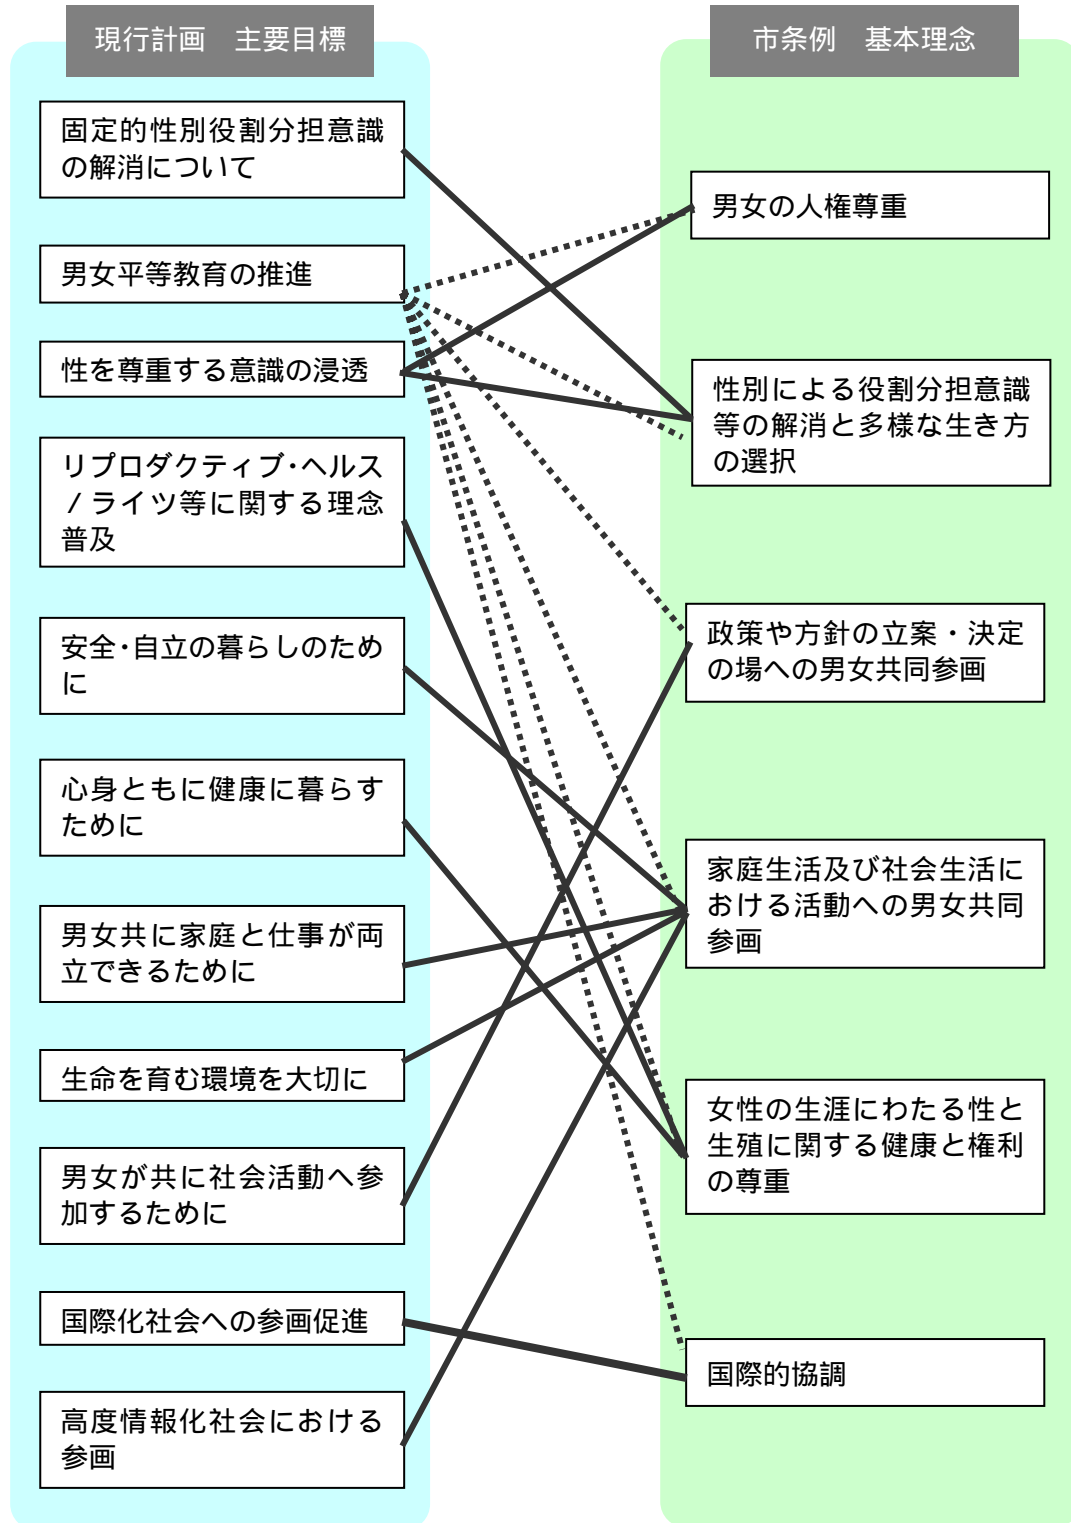 現行計画　主要目標
固定的性別役割分担意識
の解消について
男女平等教育の推進
性を尊重する意識の浸透
リプロダクティブ・ヘルス
/ライツ等に関する理念
普及
安全・自立の暮らしのため
に
心身ともに健康に暮らす
ために
男女共に家庭と仕事が両
立できるために
生命を育む環境を大切に
男女が共に社会活動へ参
加するために
国際化社会への参画促進
高度情報化社会における
参画
市条例　基本理念
男女の人権尊重
性別による役割分担意識
等の解消と多様な生き方
の選択
政策や方針の立案・決定
の場への男女共同参画
家庭生活及び社会生活に
おける活動への男女共同
参画
女性の生涯にわたる性と
生殖に関する健康と権利
の尊重
国際的協調